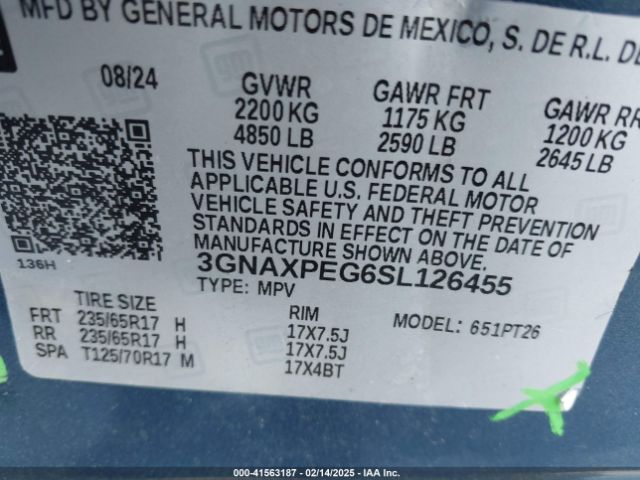 MFD BY GENERAL MOTORS DE MEXICO, S. DE R.L. DE
08/24 GVWR GAWR FRT GAWR RR
2200 KG 1175 KG 1200 KG
4850 LB 2590 LB 2645 LB
THIS VEHICLE CONFORMS TO ALL
APPLICABLE U.S. FEDERAL MOTOR
VEHICLE SAFETY AND THEFT PREVENTION
STANDARDS IN EFFECT ON THE DATE OF
MANUFACTURE SHOWN ABOVE.
3GNAXPEG6SL126455
136H
TYPE: MPV
TIRE SIZE RIM MODEL: 651PT26
FRT 235/65R17 H 17X7.5J
RR 235/65R17 H 17X7.5J
SPA T125/70R17 M 17X4BT
000-41563187 - 02/14/2025 - IAAI.COM